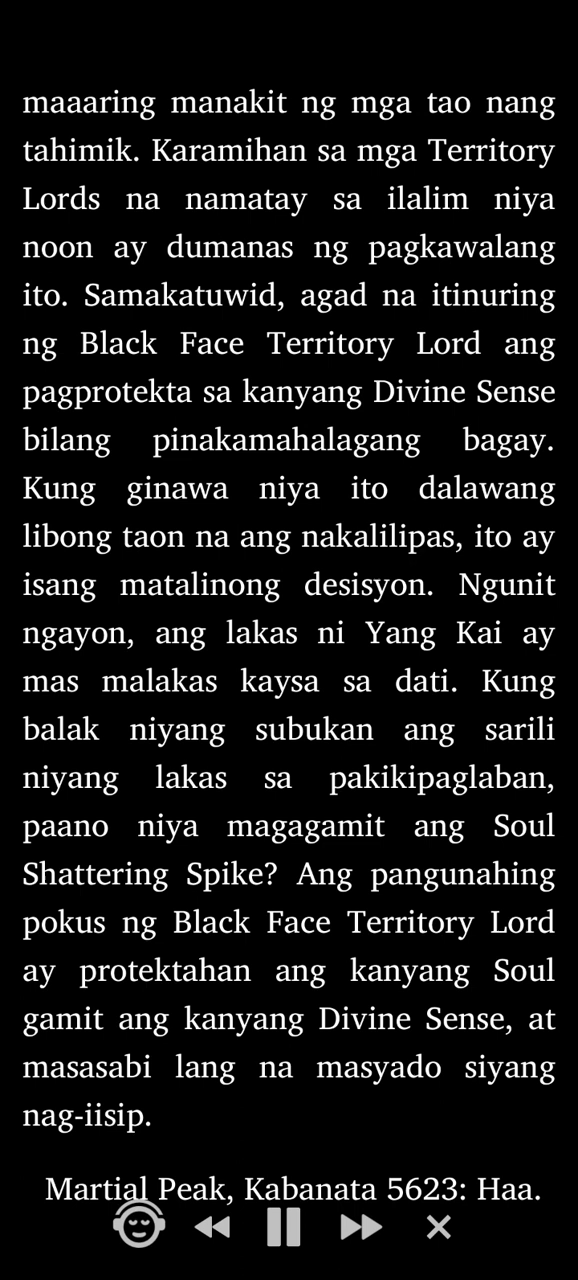 maaaring manakit ng mga tao nang
tahimik. Karamihan sa mga Territory
Lords na namatay sa ilalim niya
noon ay dumanas ng pagkawalang
ito. Samakatuwid, agad na itinuring
ng Black Face Territory Lord ang
pagprotekta sa kanyang Divine Sense
bilang pinakamahalagang bagay.
Kung ginawa niya ito dalawang
libong taon na ang nakalilipas, ito ay
isang matalinong desisyon. Ngunit
ngayon, ang lakas ni Yang Kai ay
mas malakas kaysa sa dati. Kung
balak niyang subukan ang sarili
niyang lakas sa pakikipaglaban,
paano niya magagamit ang Soul
Shattering Spike? Ang pangunahing
pokus ng Black Face Territory Lord
ay protektahan ang kanyang Soul
gamit ang kanyang Divine Sense, at
masasabi lang na masyado siyang
nag-iisip.
Martial Peak, Kabanata 5623: Haa.